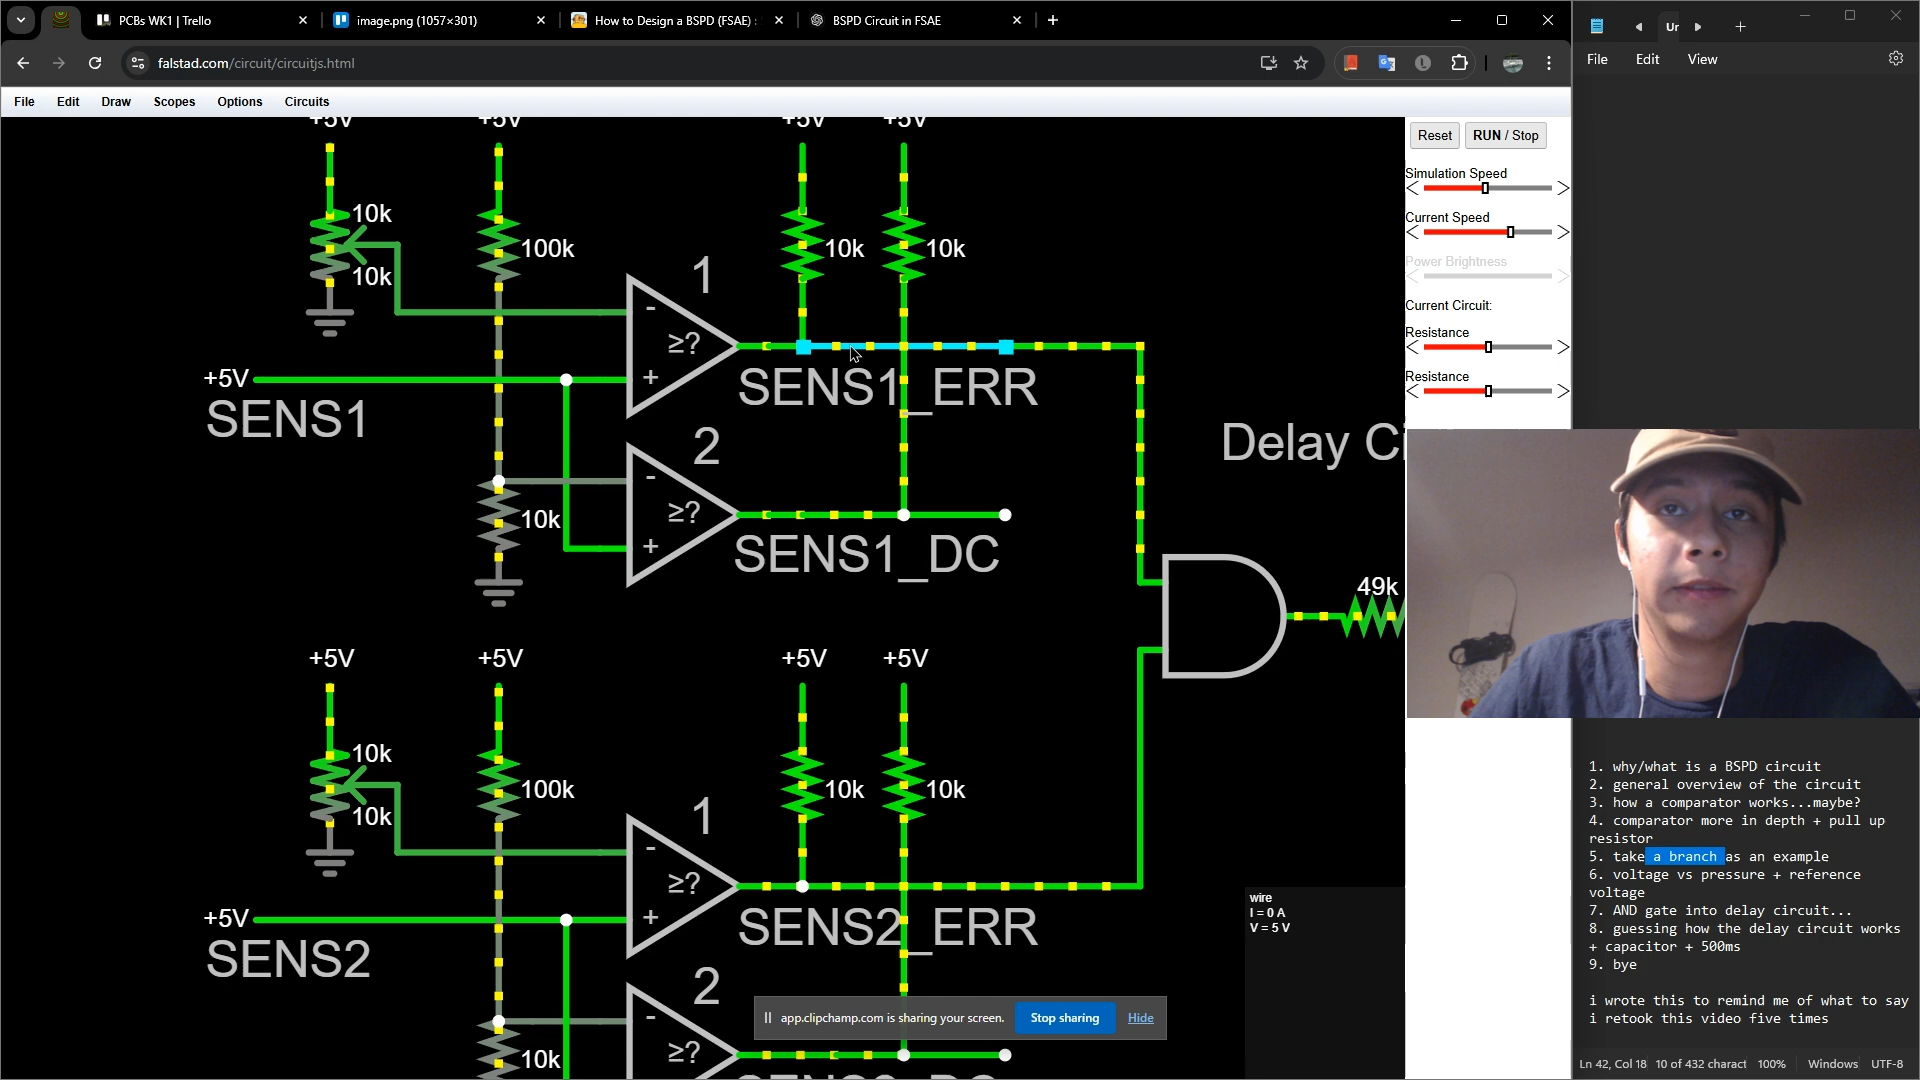 PCBs WK1 | Trello
image.png (1057×301)
How to Design a BSPD (FSAE) :
BSPD Circuit in FSAE
Ur
falstad.com/circuit/circuitjs.html
File Edit View
File Edit Draw Scopes Options Circuits
Reset
RUN / Stop
Simulation Speed
Current Speed
Power Brightness
Current Circuit:
Resistance
Resistance
+5V
+5V
+5V
+5V
10k
10k
100k
10k
10k
1
-
≥?
+
SENS1_ERR
+5V
SENS1
2
-
≥?
+
10k
SENS1_DC
Delay Ci
49k
+5V
+5V
+5V
+5V
10k
10k
100k
10k
10k
1
-
≥?
+
SENS2_ERR
+5V
SENS2
2
-
≥?
10k
wire
I = 0 A
V = 5 V
app.clipchamp.com is sharing your screen.
Stop sharing
Hide
1. why/what is a BSPD circuit
2. general overview of the circuit
3. how a comparator works...maybe?
4. comparator more in depth + pull up
resistor
5. take a branch as an example
6. voltage vs pressure + reference
voltage
7. AND gate into delay circuit...
8. guessing how the delay circuit works
+ capacitor + 500ms
9. bye
i wrote this to remind me of what to say
i retook this video five times
Ln 42, Col 18
10 of 432 charact
100%
Windows
UTF-8